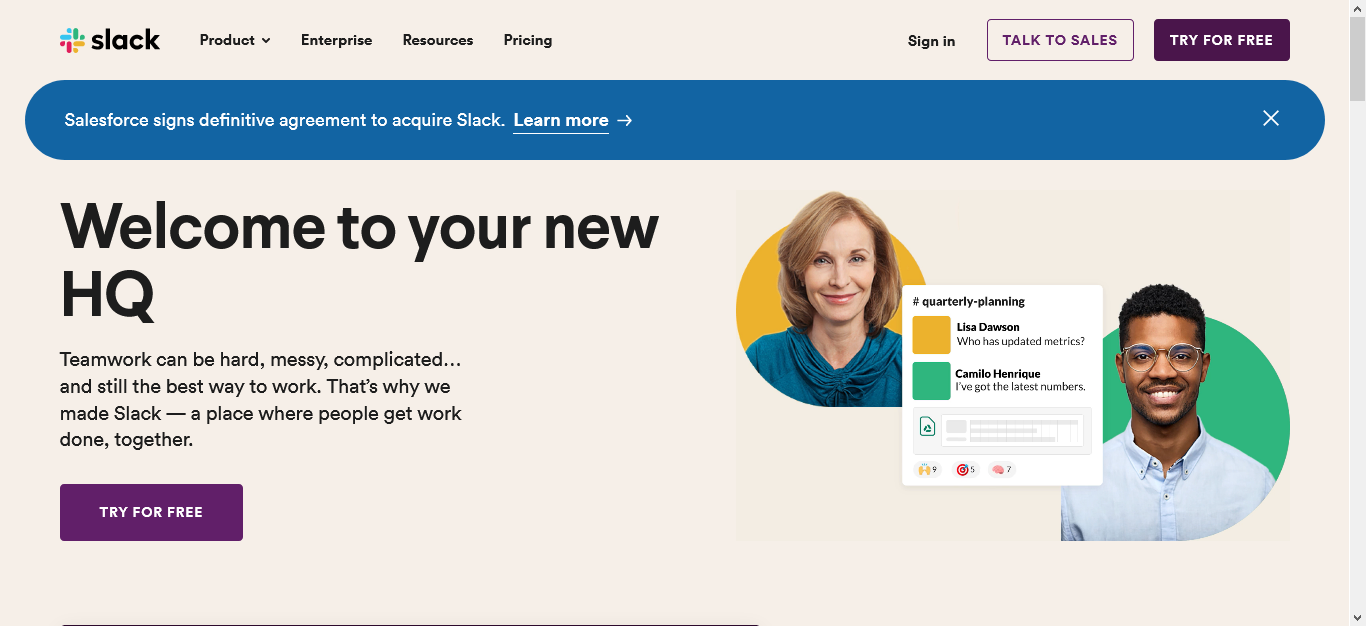 slack
Product
Enterprise
Resources
Pricing
Sign in
TALK TO SALES
TRY FOR FREE
Salesforce signs definitive agreement to acquire Slack. Learn more →
Welcome to your new
HQ
Teamwork can be hard, messy, complicated…
and still the best way to work. That’s why we
made Slack — a place where people get work
done, together.
TRY FOR FREE
# quarterly-planning
Lisa Dawson
Who has updated metrics?
Camilo Henrique
I’ve got the latest numbers.
9
5
7